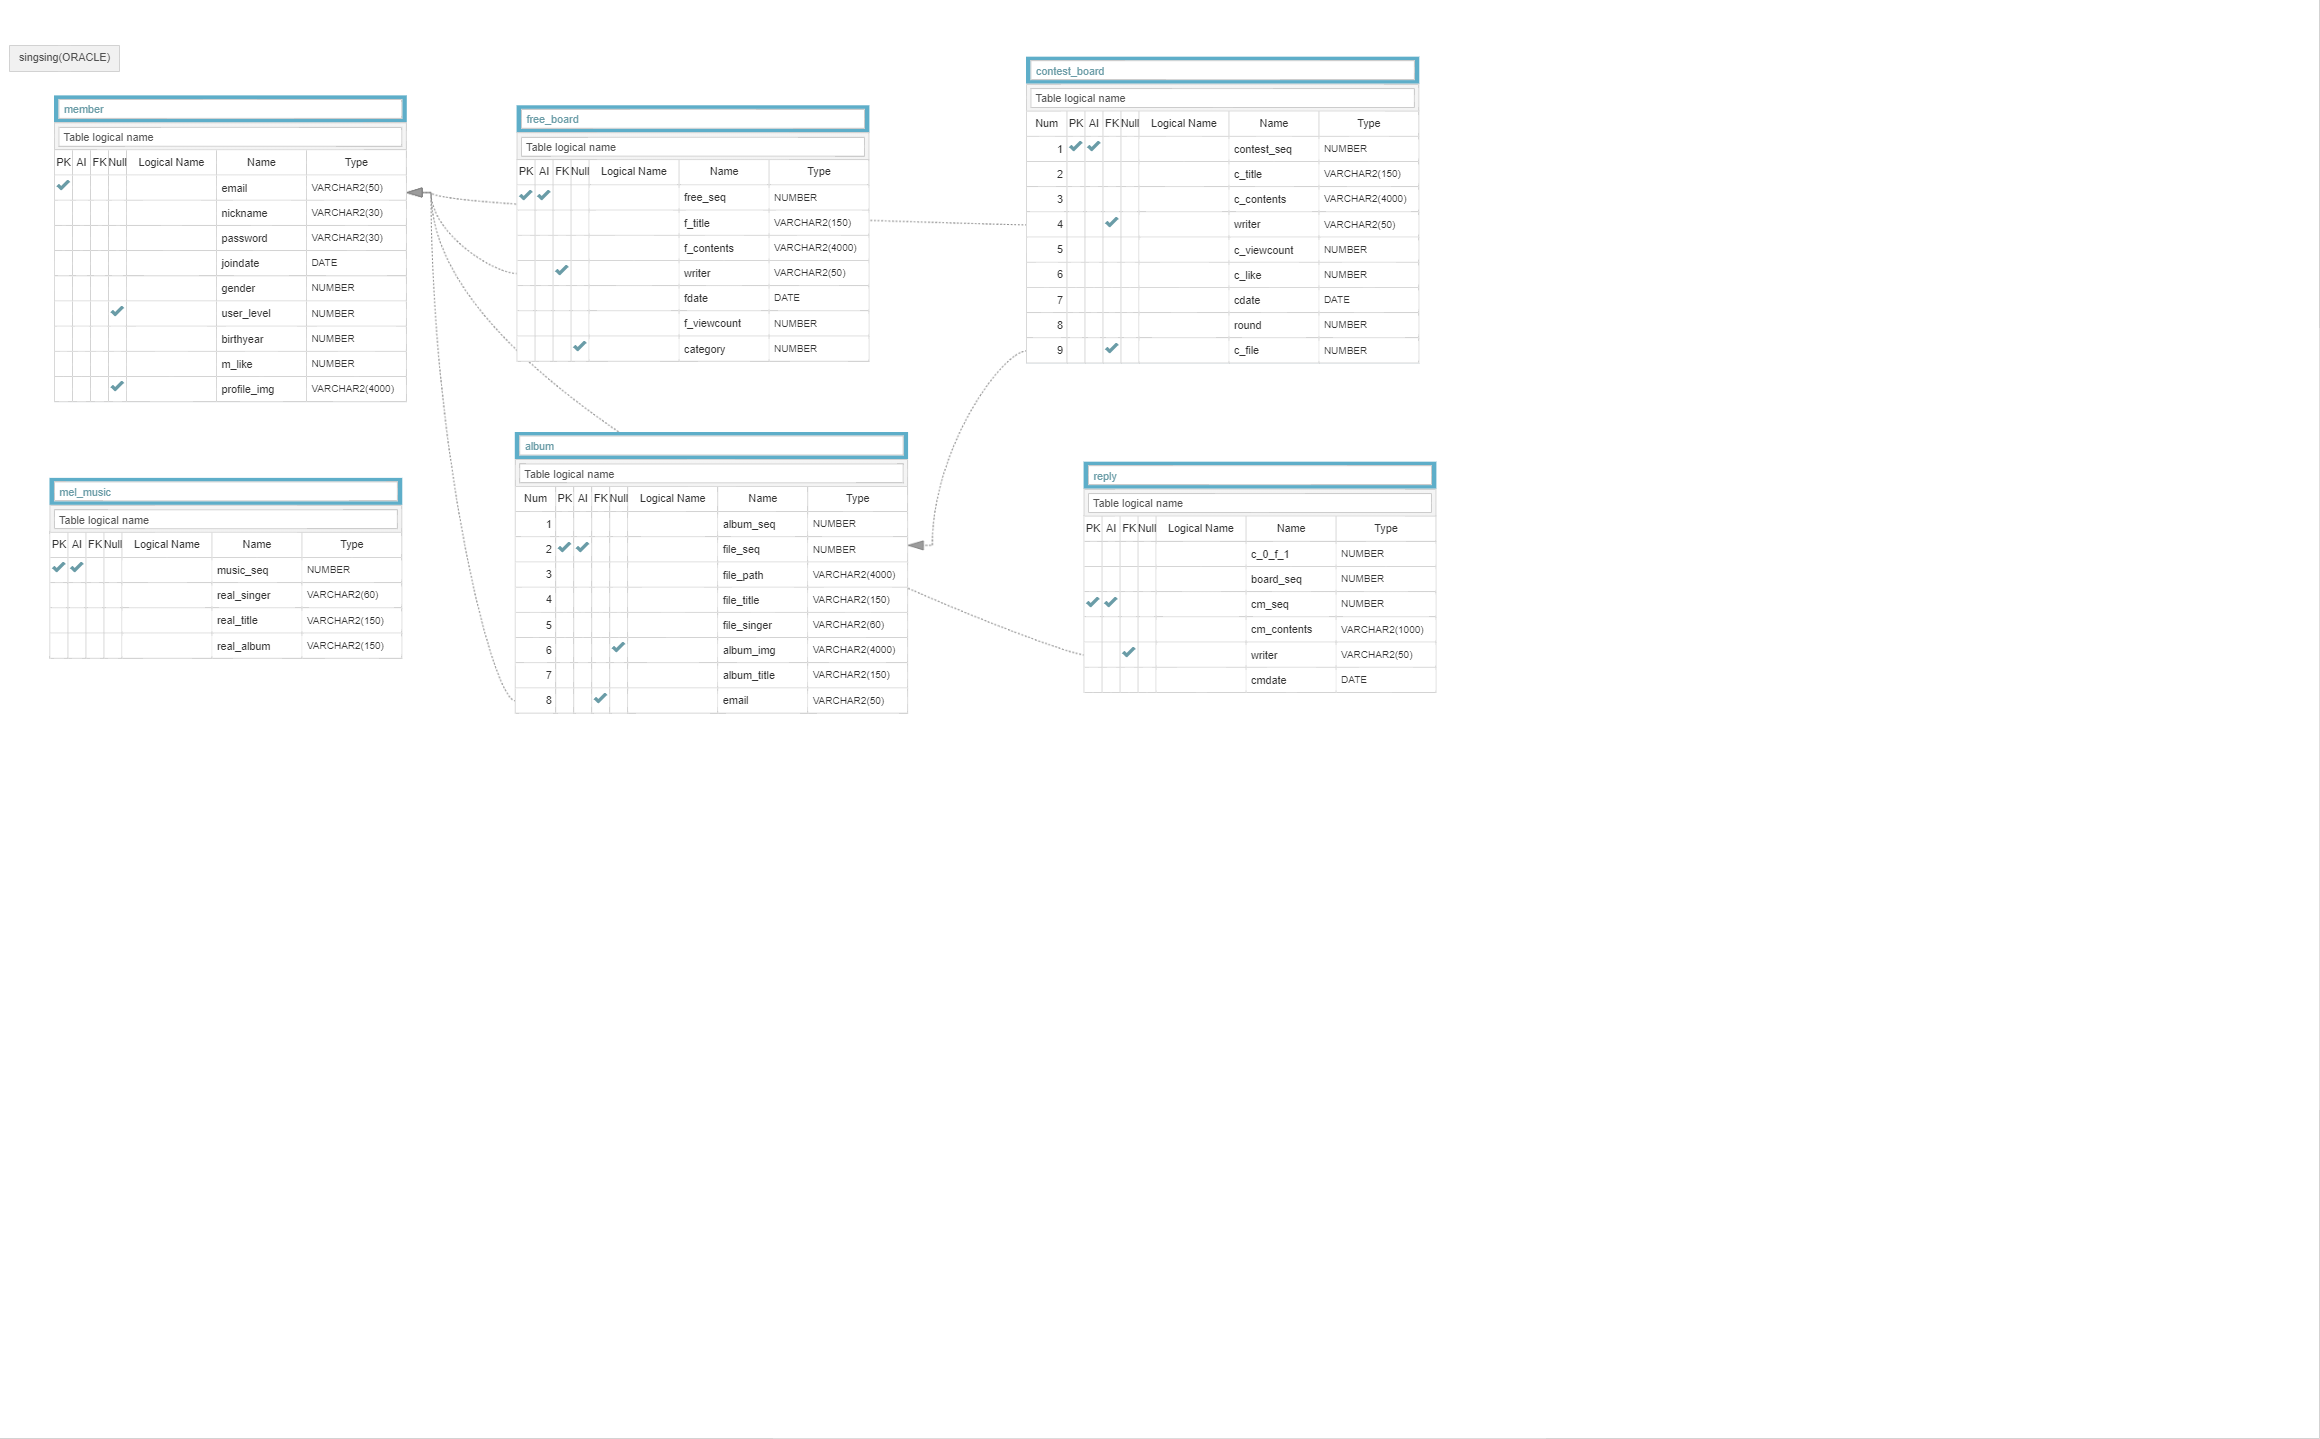 singsing(ORACLE)
member
Table logical name
PK AI FK Null Logical Name Name Type
email VARCHAR2(50)
nickname VARCHAR2(30)
password VARCHAR2(30)
joindate DATE
gender NUMBER
user_level NUMBER
birthyear NUMBER
m_like NUMBER
profile_img VARCHAR2(4000)
free_board
Table logical name
PK AI FK Null Logical Name Name Type
free_seq NUMBER
f_title VARCHAR2(150)
f_contents VARCHAR2(4000)
writer VARCHAR2(50)
fdate DATE
f_viewcount NUMBER
category NUMBER
contest_board
Table logical name
Num PK AI FK Null Logical Name Name Type
1 contest_seq NUMBER
2 c_title VARCHAR2(150)
3 c_contents VARCHAR2(4000)
4 writer VARCHAR2(50)
5 c_viewcount NUMBER
6 c_like NUMBER
7 cdate DATE
8 round NUMBER
9 c_file NUMBER
mel_music
Table logical name
PK AI FK Null Logical Name Name Type
music_seq NUMBER
real_singer VARCHAR2(60)
real_title VARCHAR2(150)
real_album VARCHAR2(150)
album
Table logical name
Num PK AI FK Null Logical Name Name Type
1 album_seq NUMBER
2 file_seq NUMBER
3 file_path VARCHAR2(4000)
4 file_title VARCHAR2(150)
5 file_singer VARCHAR2(60)
6 album_img VARCHAR2(4000)
7 album_title VARCHAR2(150)
8 email VARCHAR2(50)
reply
Table logical name
PK AI FK Null Logical Name Name Type
c_0_f_1 NUMBER
board_seq NUMBER
cm_seq NUMBER
cm_contents VARCHAR2(1000)
writer VARCHAR2(50)
cmdate DATE